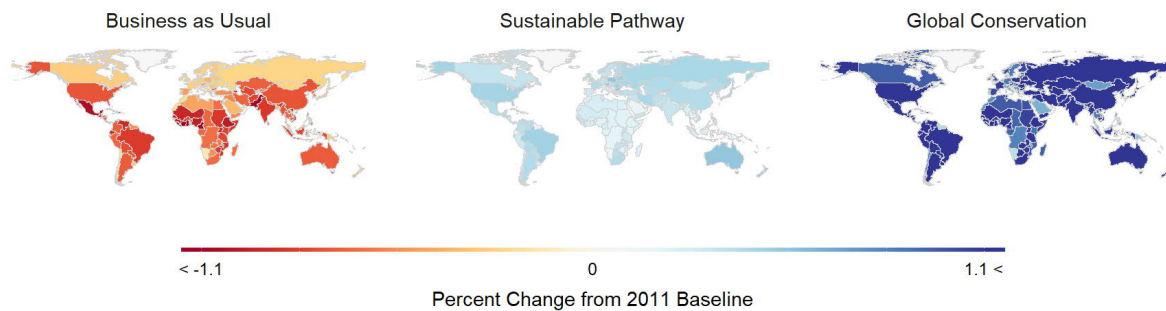 Business as Usual
Sustainable Pathway
Global Conservation
< -1.1
0
1.1 <
Percent Change from 2011 Baseline